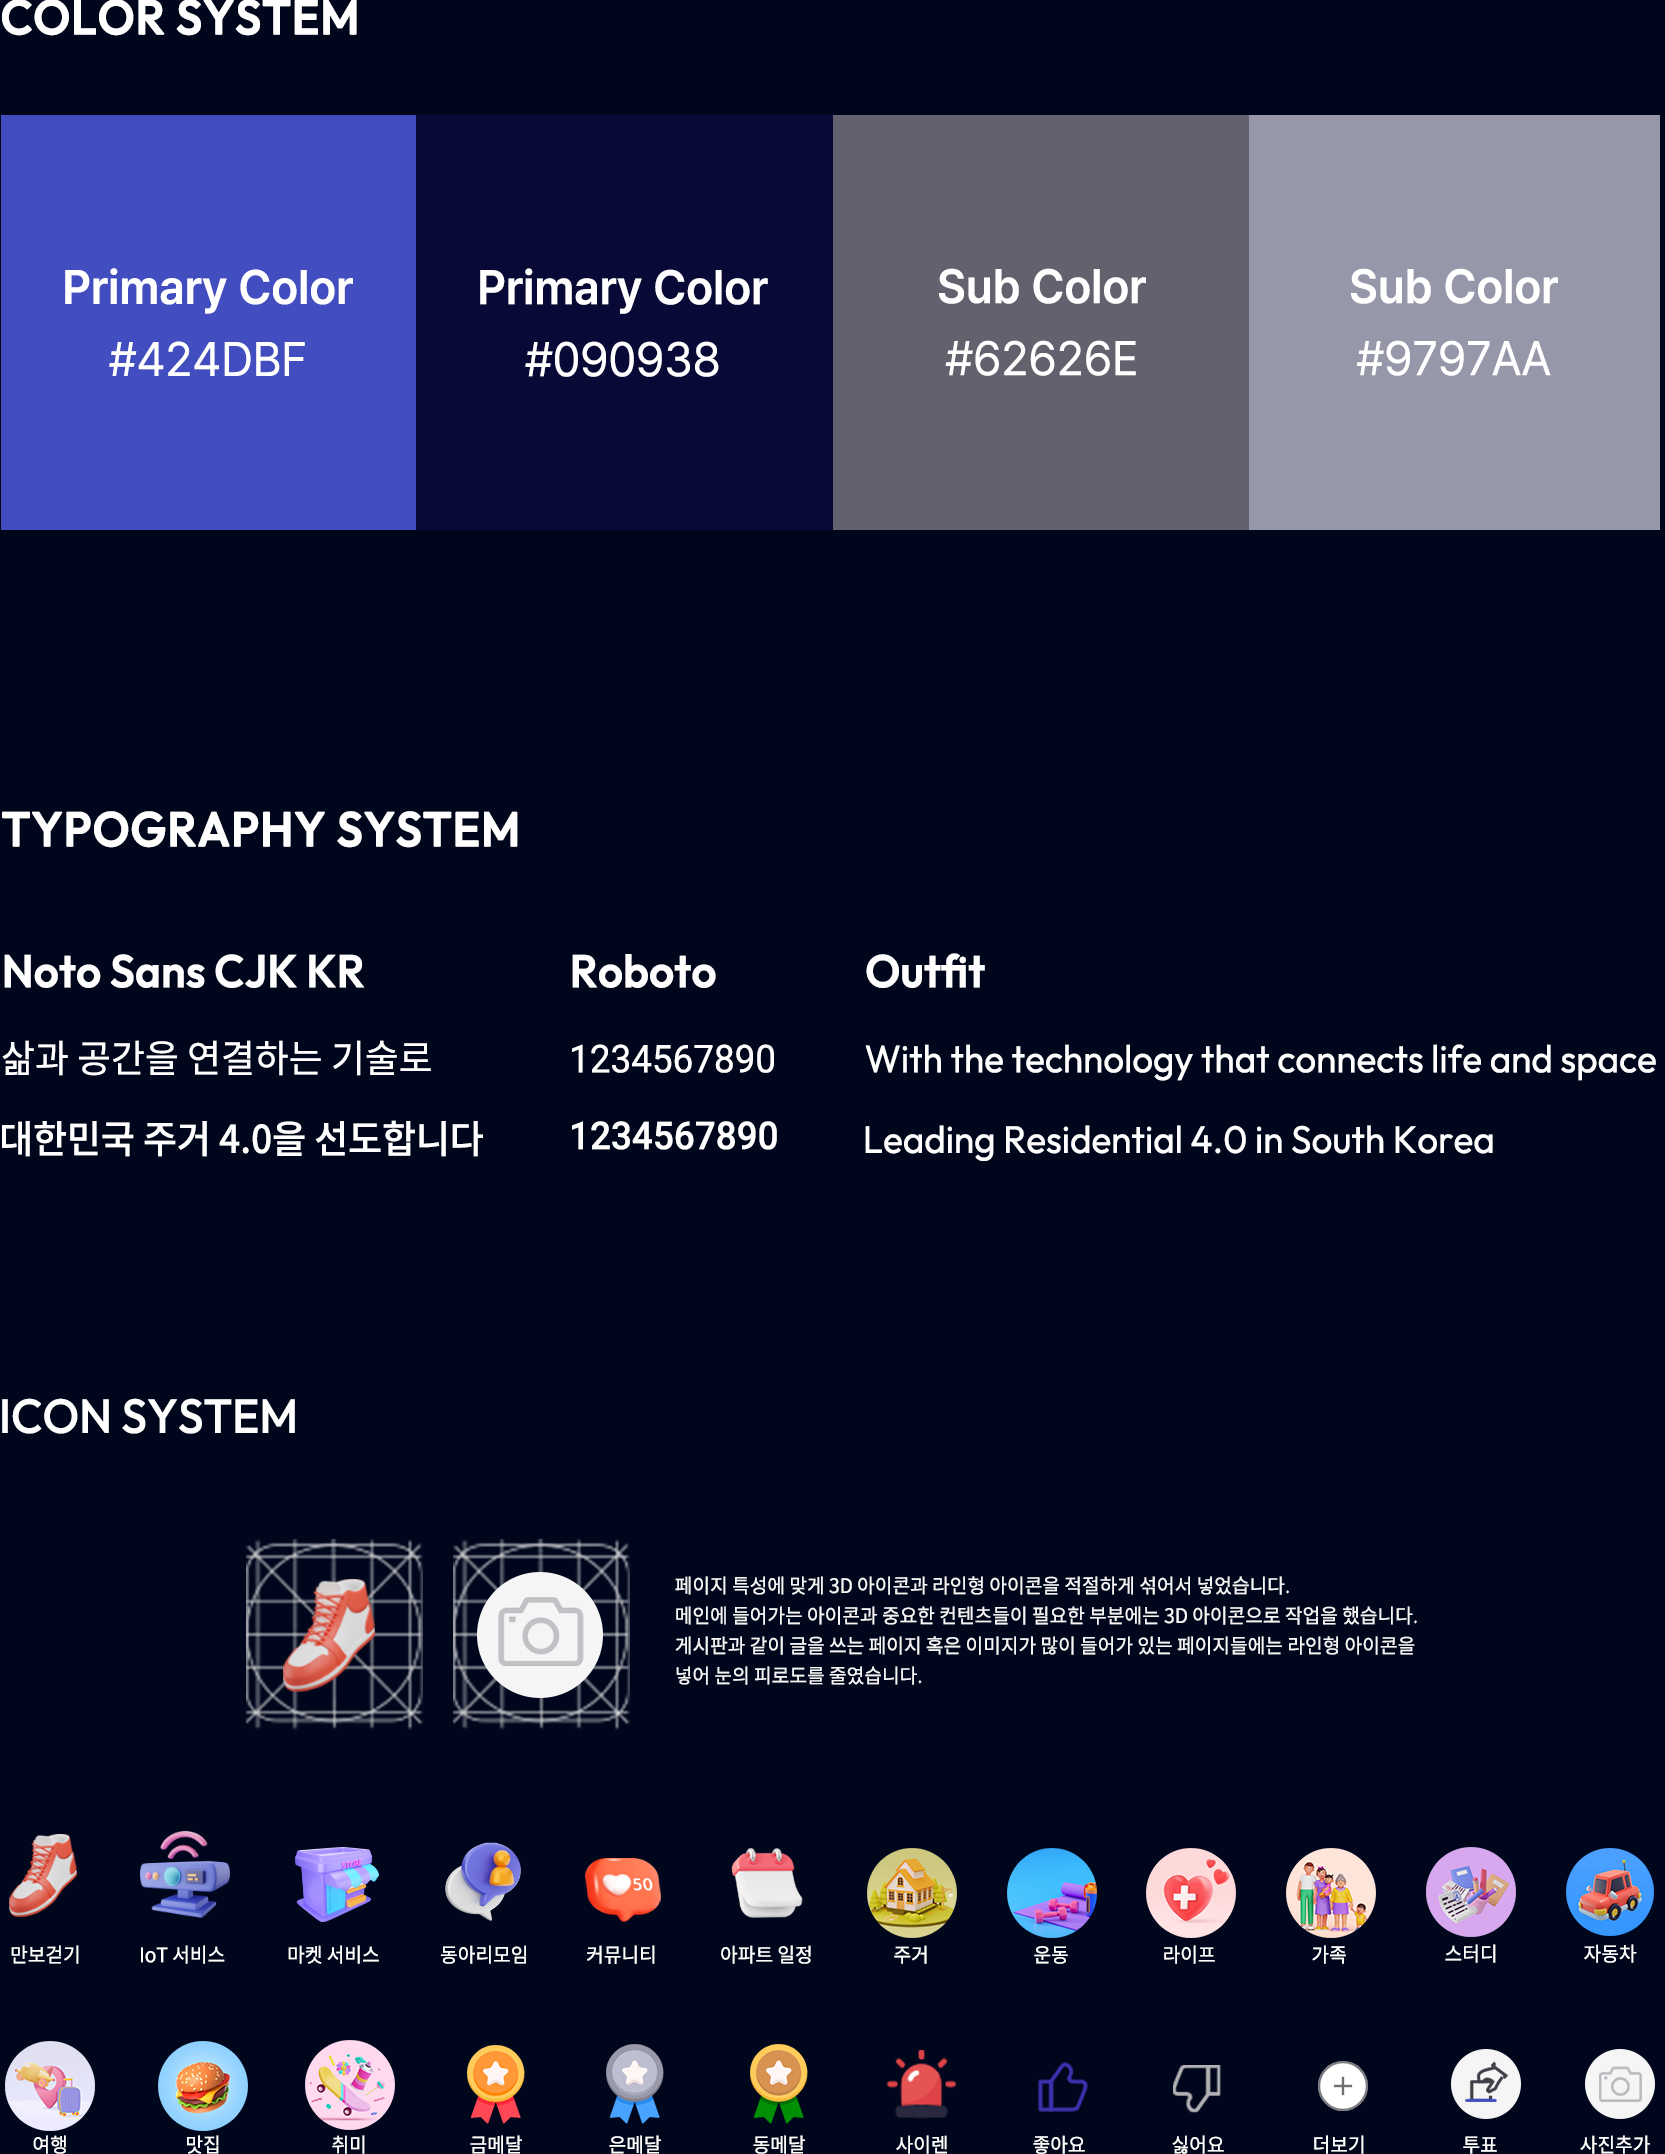 COLOR SYSTEM
Primary Color
#424DBF
Primary Color
#090938
Sub Color
#62626E
Sub Color
#9797AA
TYPOGRAPHY SYSTEM
Noto Sans CJK KR
삶과 공간을 연결하는 기술로
대한민국 주거 4.0을 선도합니다
Roboto
1234567890
1234567890
Outfit
With the technology that connects life and space
Leading Residential 4.0 in South Korea
ICON SYSTEM
페이지 특성에 맞게 3D 아이콘과 라인형 아이콘을 적절하게 섞어서 넣었습니다.
메인에 들어가는 아이콘과 중요한 컨텐츠들이 필요한 부분에는 3D 아이콘으로 작업을 했습니다.
게시판과 같이 글을 쓰는 페이지 혹은 이미지가 많이 들어가 있는 페이지들에는 라인형 아이콘을
넣어 눈의 피로도를 줄였습니다.
50
만보걷기
IoT 서비스
마켓 서비스
동아리모임
커뮤니티
아파트 일정
주거
운동
라이프
가족
스터디
자동차
여행
맛집
취미
금메달
은메달
동메달
사이렌
좋아요
싫어요
더보기
투표
사진추가